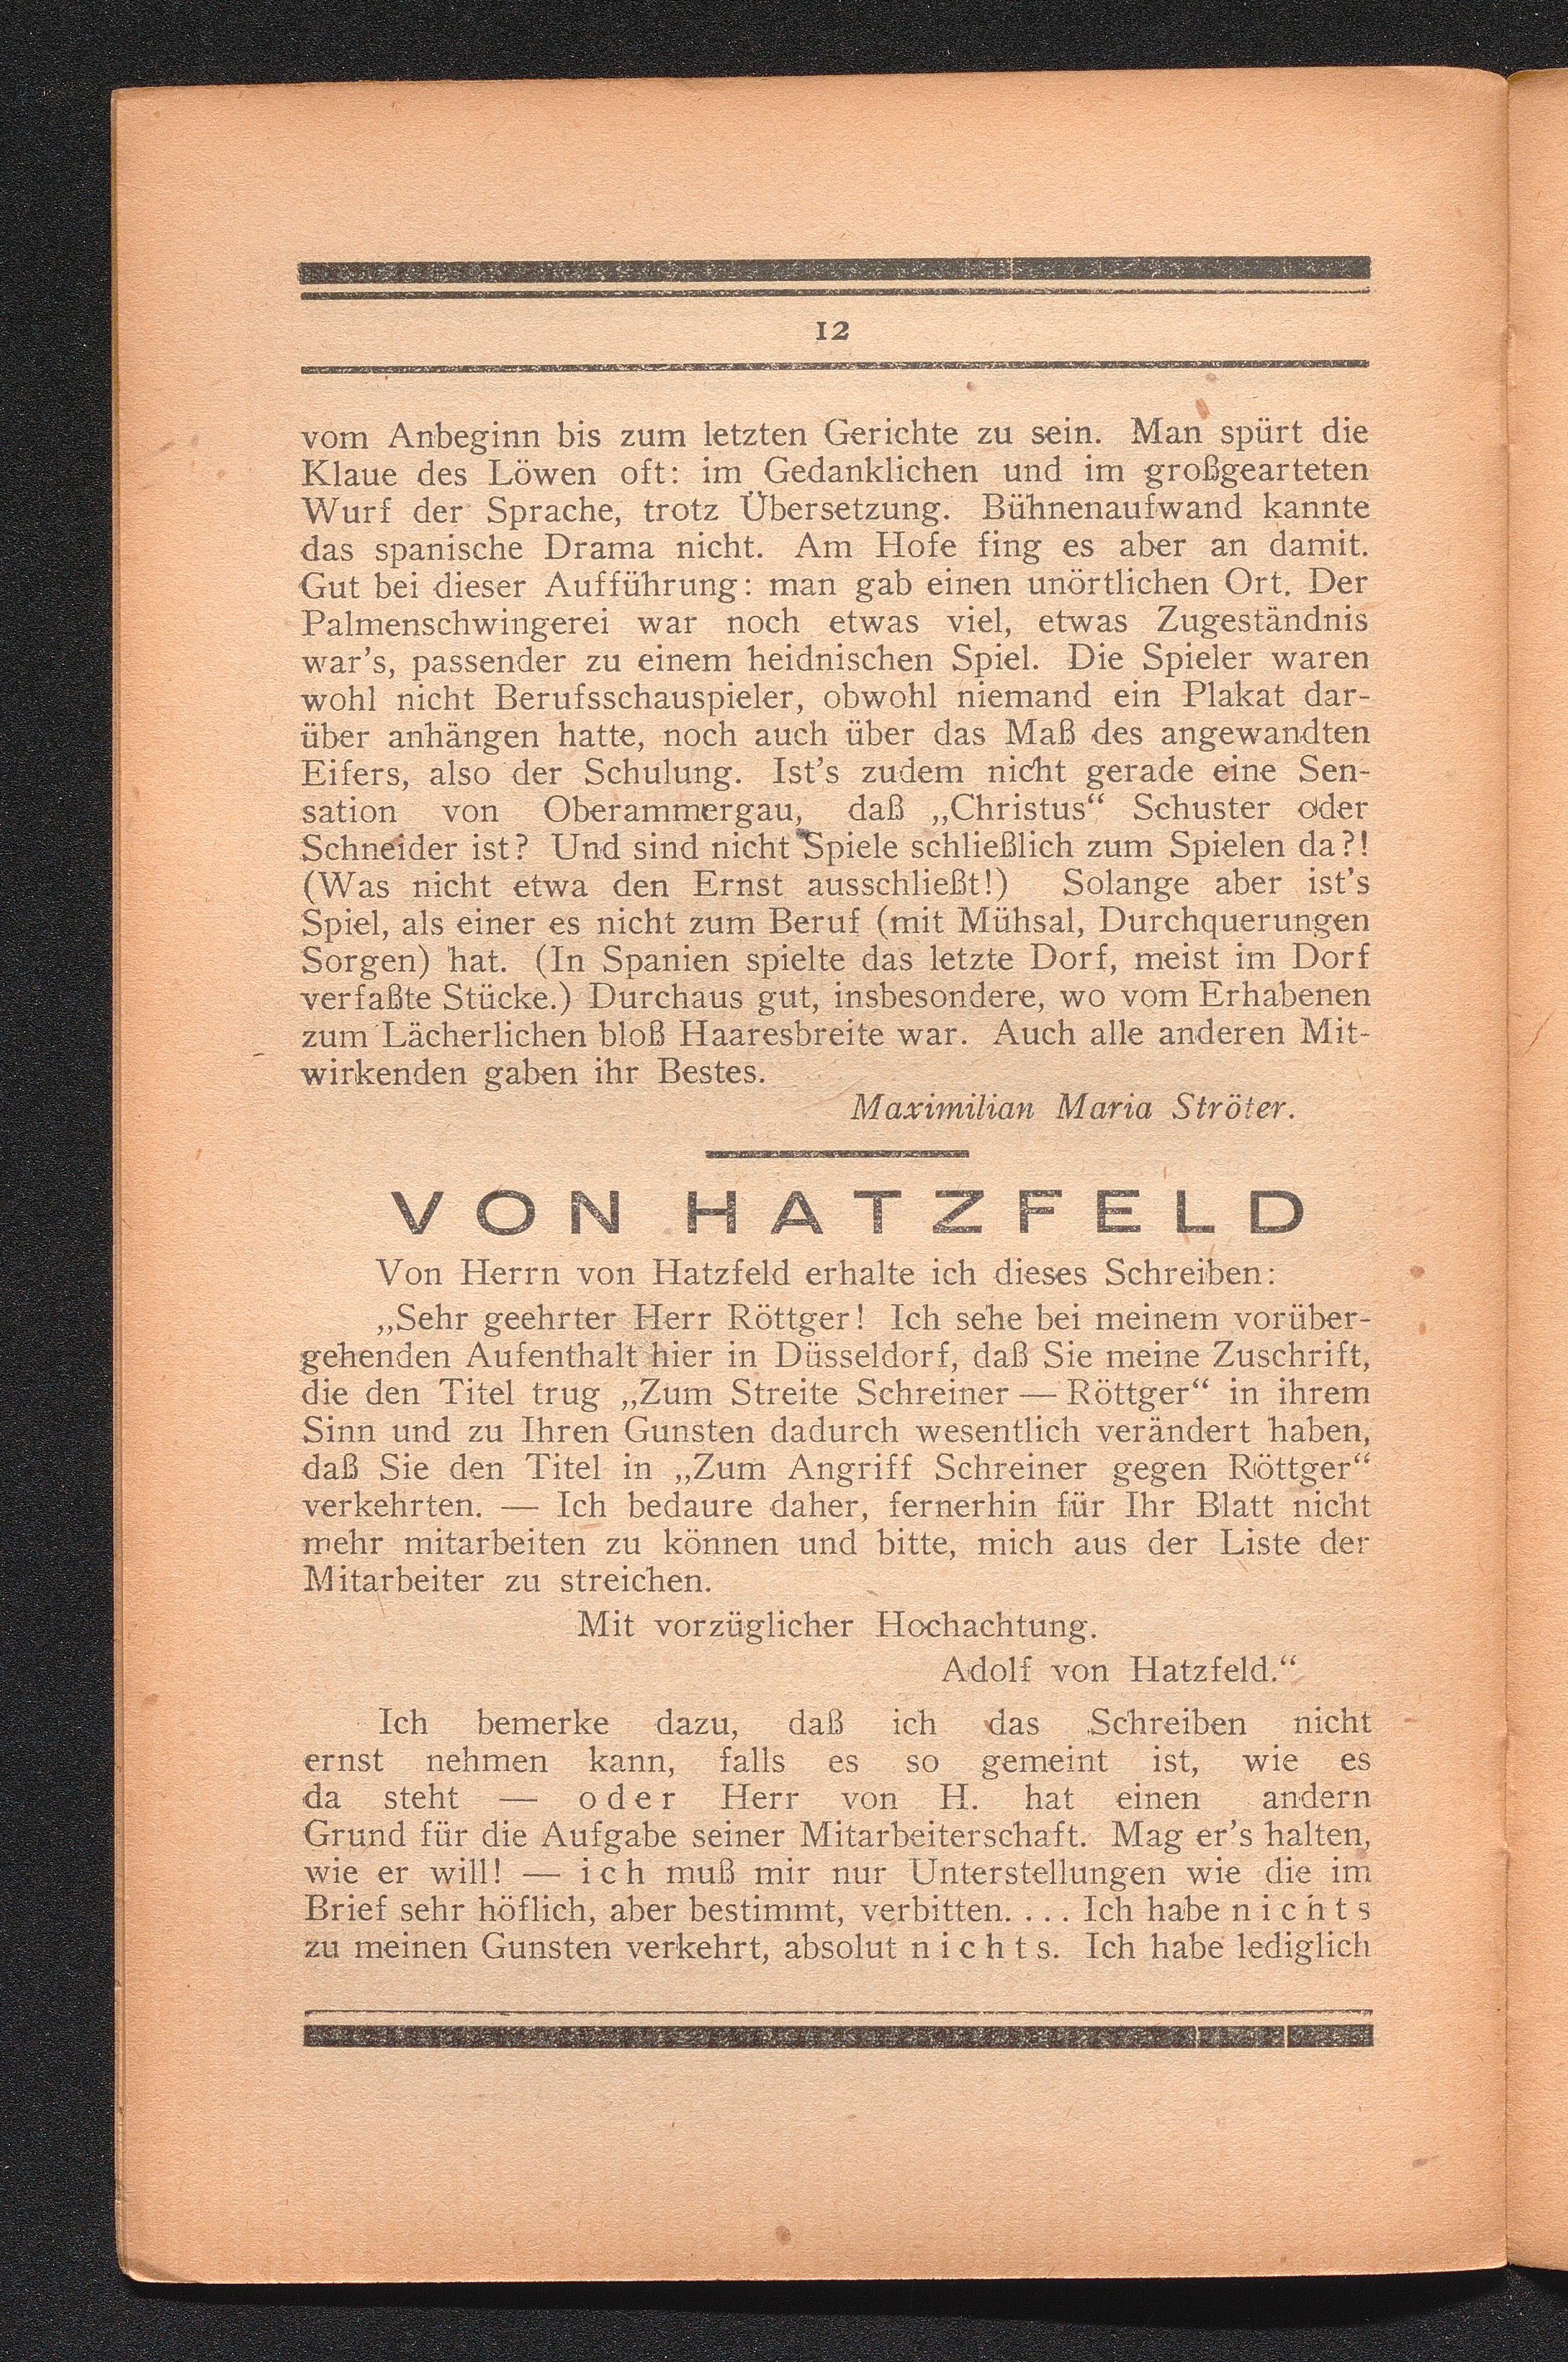 12
vom Anbeginn bis zum letzten Gerichte zu sein. Man spürt die
Klaue des Löwen oft: im Gedanklichen und im großgearteten
Wurf der Sprache, trotz Übersetzung. Bühnenaufwand kannte
das spanische Drama nicht. Am Hofe fing es aber an damit.
Gut bei dieser Aufführung: man gab einen unörtlichen Ort. Der
Palmenschwingerei war noch etwas viel, etwas Zugeständnis
war's, passender zu einem heidnischen Spiel. Die Spieler waren
wohl nicht Berufsschauspieler, obwohl niemand ein Plakat dar-
über anhängen hatte, noch auch über das Maß des angewandten
Eifers, also der Schulung. Ist's zudem nicht gerade eine Sen-
sation von Oberammergau, daß „Christus“ Schuster oder
Schneider ist? Und sind nicht Spiele schließlich zum Spielen da?!
(Was nicht etwa den Ernst ausschließt!) Solange aber ist's
Spiel, als einer es nicht zum Beruf (mit Mühsal, Durchquerungen
Sorgen) hat. (In Spanien spielte das letzte Dorf, meist im Dorf
verfaßte Stücke.) Durchaus gut, insbesondere, wo vom Erhabenen
zum Lächerlichen bloß Haaresbreite war. Auch alle anderen Mit-
wirkenden gaben ihr Bestes.
Maximilian Maria Ströter.
VON HATZFELD
Von Herrn von Hatzfeld erhalte ich dieses Schreiben:
„Sehr geehrter Herr Röttger! Ich sehe bei meinem vorüber-
gehenden Aufenthalt hier in Düsseldorf, daß Sie meine Zuschrift,
die den Titel trug „Zum Streite Schreiner — Röttger“ in ihrem
Sinn und zu Ihren Gunsten dadurch wesentlich verändert haben,
daß Sie den Titel in „Zum Angriff Schreiner gegen Röttger“
verkehrten. — Ich bedaure daher, fernerhin für Ihr Blatt nicht
mehr mitarbeiten zu können und bitte, mich aus der Liste der
Mitarbeiter zu streichen.
Mit vorzüglicher Hochachtung.
Adolf von Hatzfeld.“
Ich bemerke dazu, daß ich das Schreiben nicht
ernst nehmen kann, falls es so gemeint ist, wie es
da steht — oder Herr von H. hat einen andern
Grund für die Aufgabe seiner Mitarbeiterschaft. Mag er's halten,
wie er will! — ich muß mir nur Unterstellungen wie die im
Brief sehr höflich, aber bestimmt, verbitten. ... Ich habe nichts
zu meinen Gunsten verkehrt, absolut nichts. Ich habe lediglich